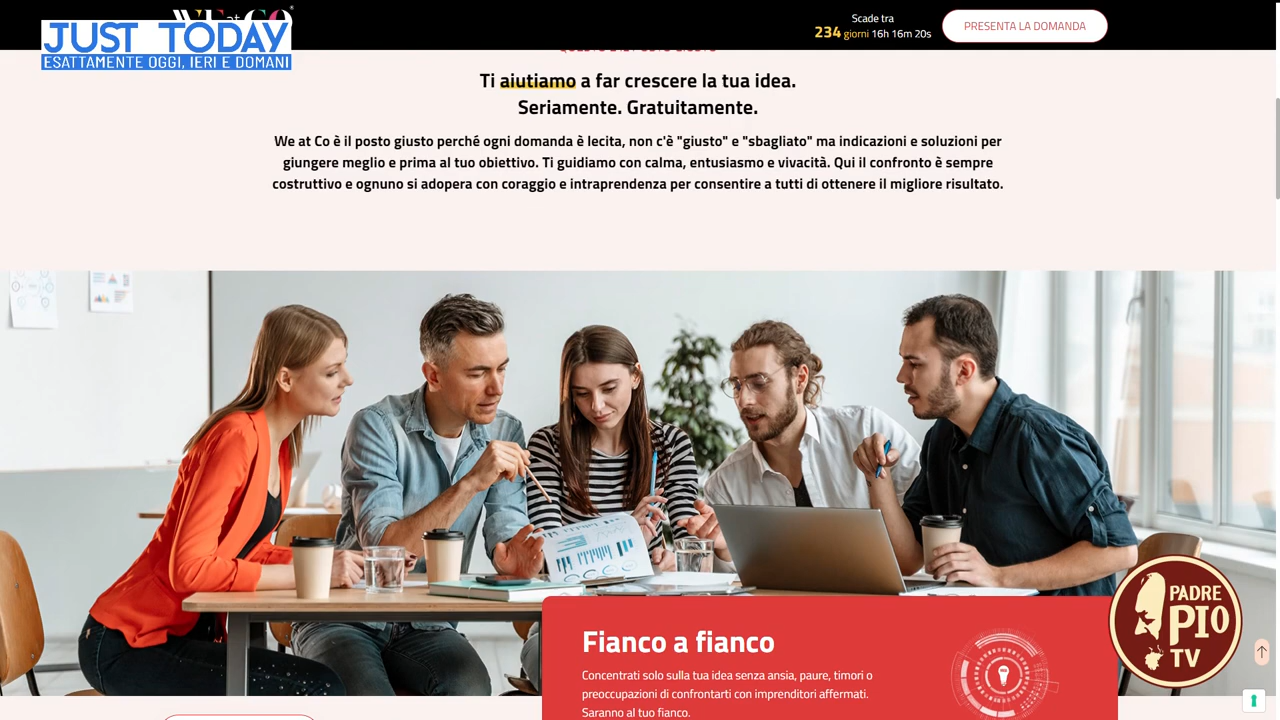 WE at CO
JUST TODAY
ESATTAMENTE OGGI, IERI E DOMANI
Scade tra
234 giorni 16h 16m 20s
PRESENTA LA DOMANDA
Ti aiutiamo a far crescere la tua idea.
Seriamente. Gratuitamente.
We at Co è il posto giusto perché ogni domanda è lecita, non c'è "giusto" e "sbagliato" ma indicazioni e soluzioni per
giungere meglio e prima al tuo obiettivo. Ti guidiamo con calma, entusiasmo e vivacità. Qui il confronto è sempre
costruttivo e ognuno si adopera con coraggio e intraprendenza per consentire a tutti di ottenere il migliore risultato.
Fianco a fianco
Concentrati solo sulla tua idea senza ansia, paure, timori o
preoccupazioni di confrontarti con imprenditori affermati.
Saranno al tuo fianco.
PADRE
PIO
TV